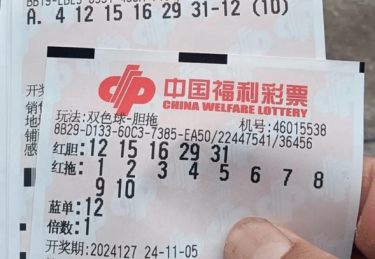 A. 4 12 15 16 29 31-12 (10)
开奖
中国福利彩票
CHINA WELFARE LOTTERY
玩法:双色球-胆拖 机号:46015538
8B29-D133-60C3-7385-EA50/22447541/36456
红胆:12 15 16 29 31
红拖: 1 2 3 4 5 6 7 8
9 10
蓝单:12
倍数:1
开奖期:2024127 24-11-05